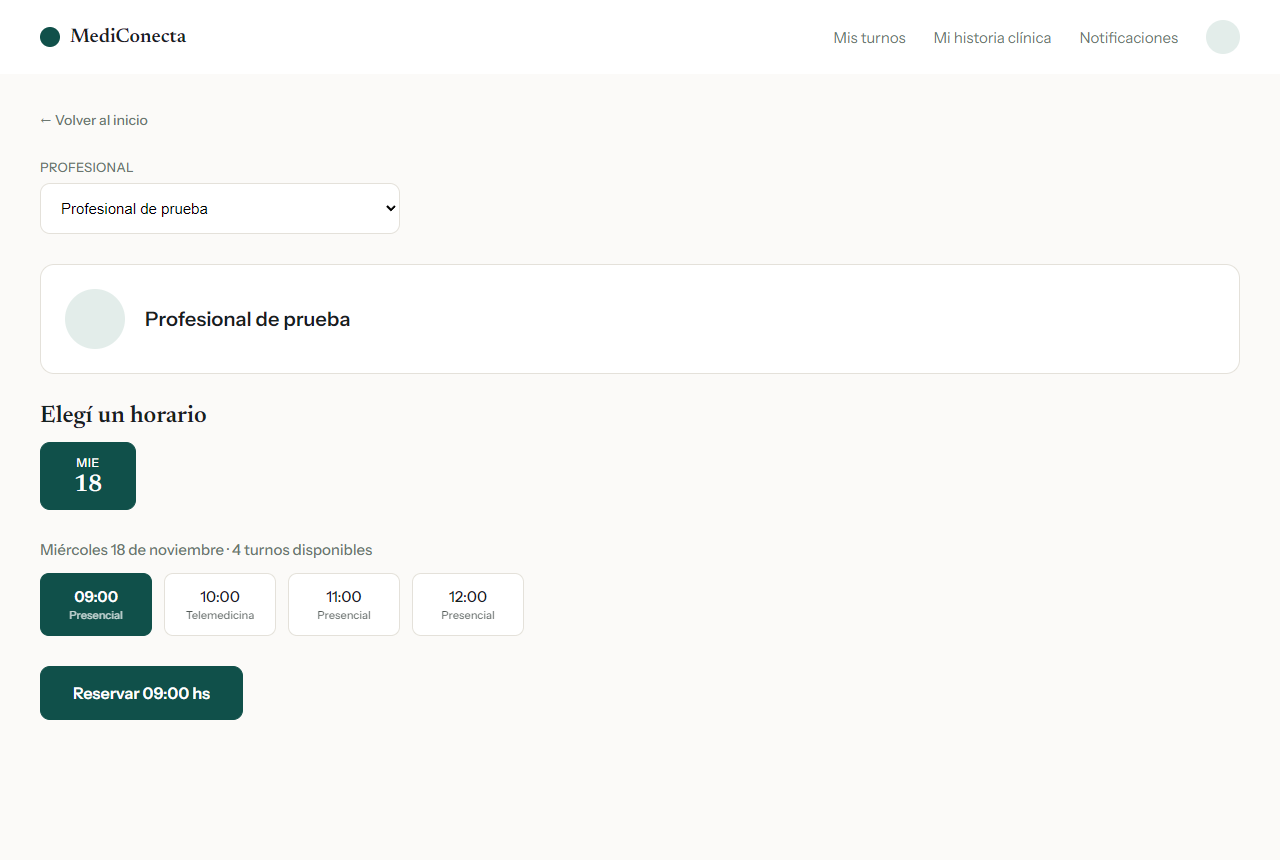 MediConecta
Mis turnos
Mi historia clínica
Notificaciones
← Volver al inicio
PROFESIONAL
Profesional de prueba
Profesional de prueba
Elegí un horario
MIE
18
Miércoles 18 de noviembre · 4 turnos disponibles
09:00
Presencial
10:00
Telemedicina
11:00
Presencial
12:00
Presencial
Reservar 09:00 hs